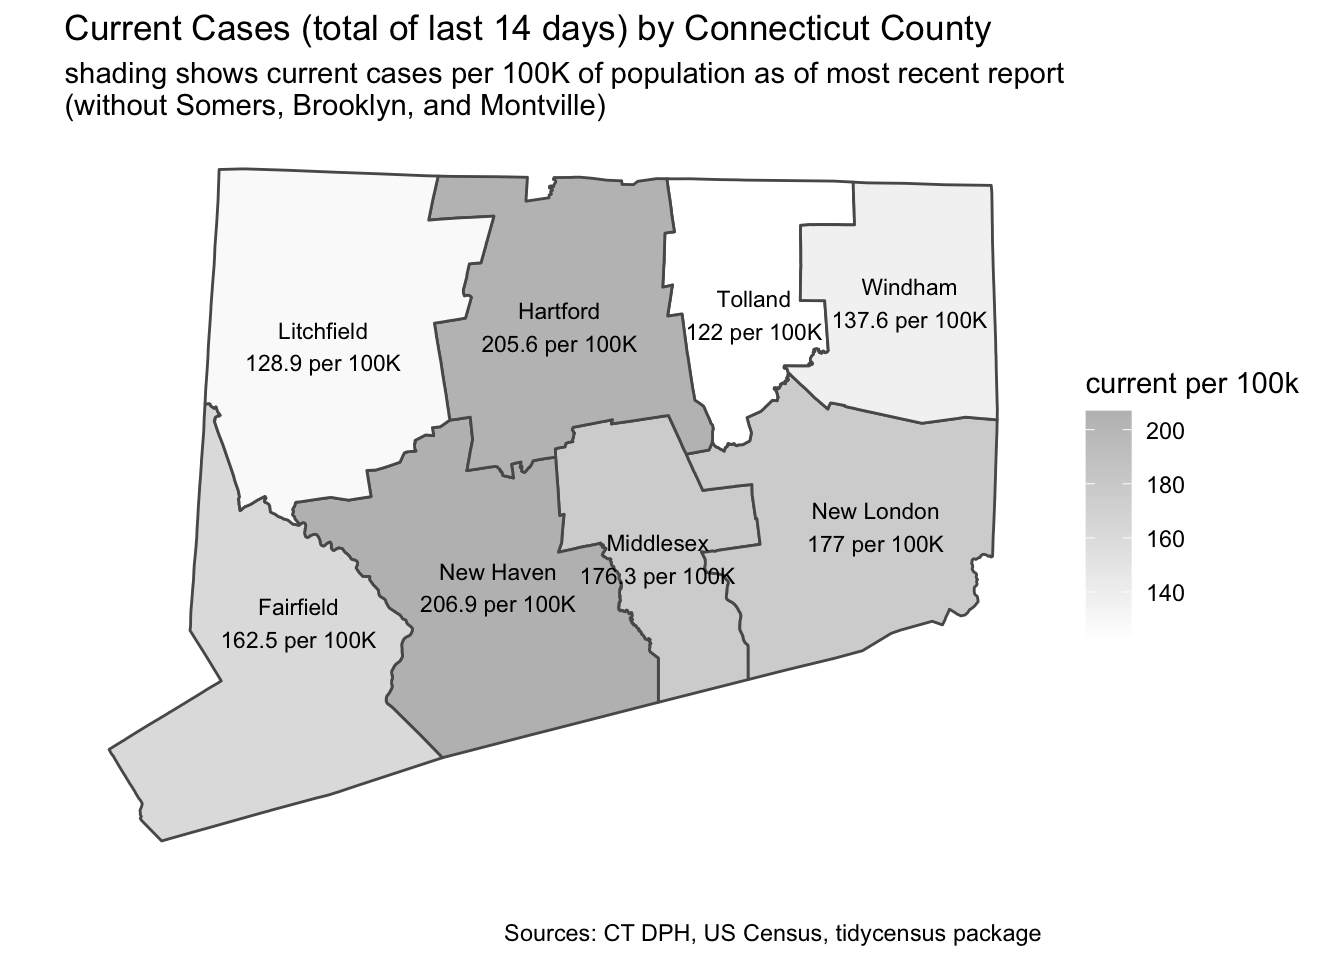 Current Cases (total of last 14 days) by Connecticut County
shading shows current cases per 100K of population as of most recent report
(without Somers, Brooklyn, and Montville)
Litchfield
128.9 per 100K
Hartford
205.6 per 100K
Tolland
122 per 100K
Windham
137.6 per 100K
Fairfield
162.5 per 100K
New Haven
206.9 per 100K
Middlesex
176.3 per 100K
New London
177 per 100K
current per 100k
200
180
160
140
Sources: CT DPH, US Census, tidycensus package